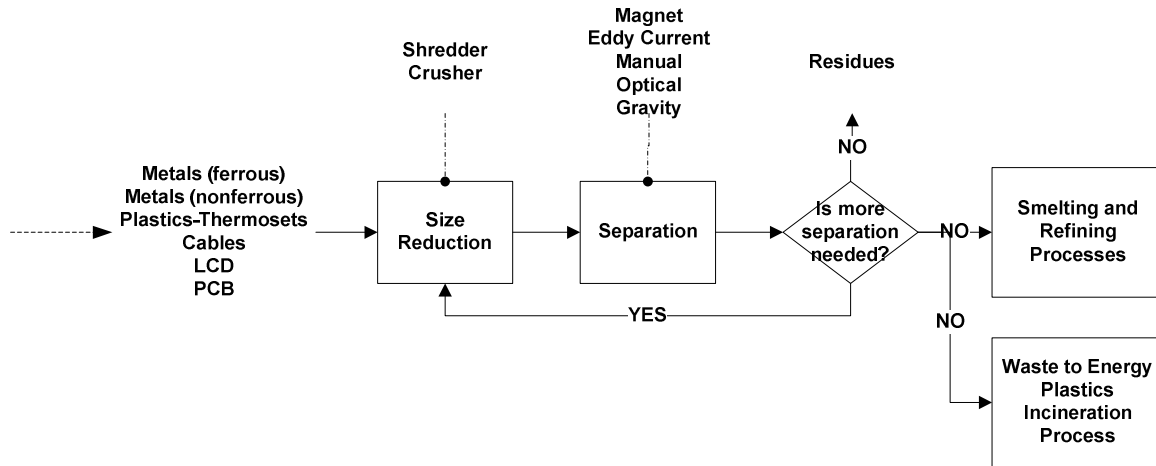 Shredder
Crusher
Magnet
Eddy Current
Manual
Optical
Gravity
Residues
NO
Metals (ferrous)
Metals (nonferrous)
Plastics-Thermosets
Cables
LCD
PCB
Size
Reduction
Separation
Is more
separation
needed?
NO
Smelting and
Refining
Processes
YES
NO
Waste to Energy
Plastics
Incineration
Process